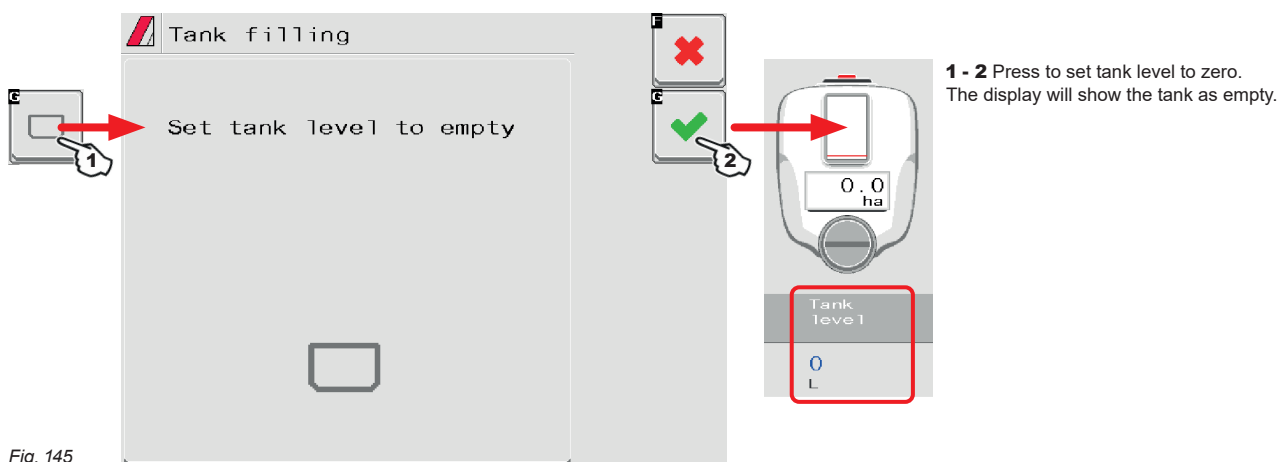 Tank filling
F
G
G
Set tank level to empty
1
2
0.0
ha
Tank
level
0
L
1 - 2 Press to set tank level to zero.
The display will show the tank as empty.
Fig. 145